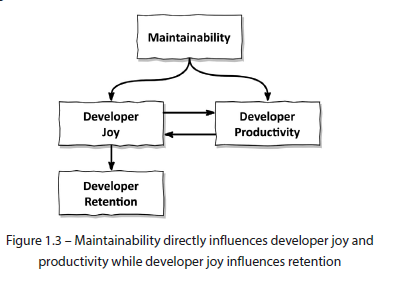 Maintainability
Developer
Joy
Developer
Productivity
Developer
Retention
Figure 1.3 – Maintainability directly influences developer joy and
productivity while developer joy influences retention